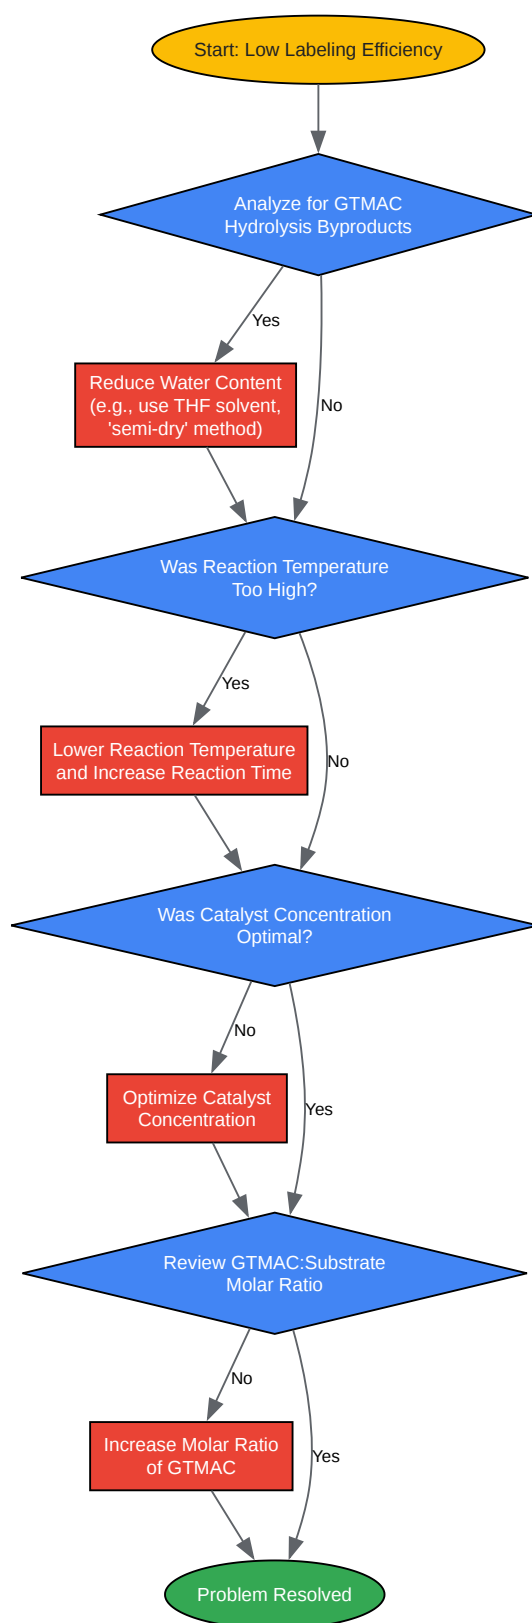 Start: Low Labeling Efficiency
Analyze for GTMAC
Hydrolysis Byproducts
Yes
Reduce Water Content
(e.g., use THF solvent,
'semi-dry' method)
No
Was Reaction Temperature
Too High?
Yes
Lower Reaction Temperature
and Increase Reaction Time
No
Was Catalyst Concentration
Optimal?
No
Optimize Catalyst
Concentration
Yes
Review GTMAC:Substrate
Molar Ratio
No
Increase Molar Ratio
of GTMAC
Yes
Problem Resolved